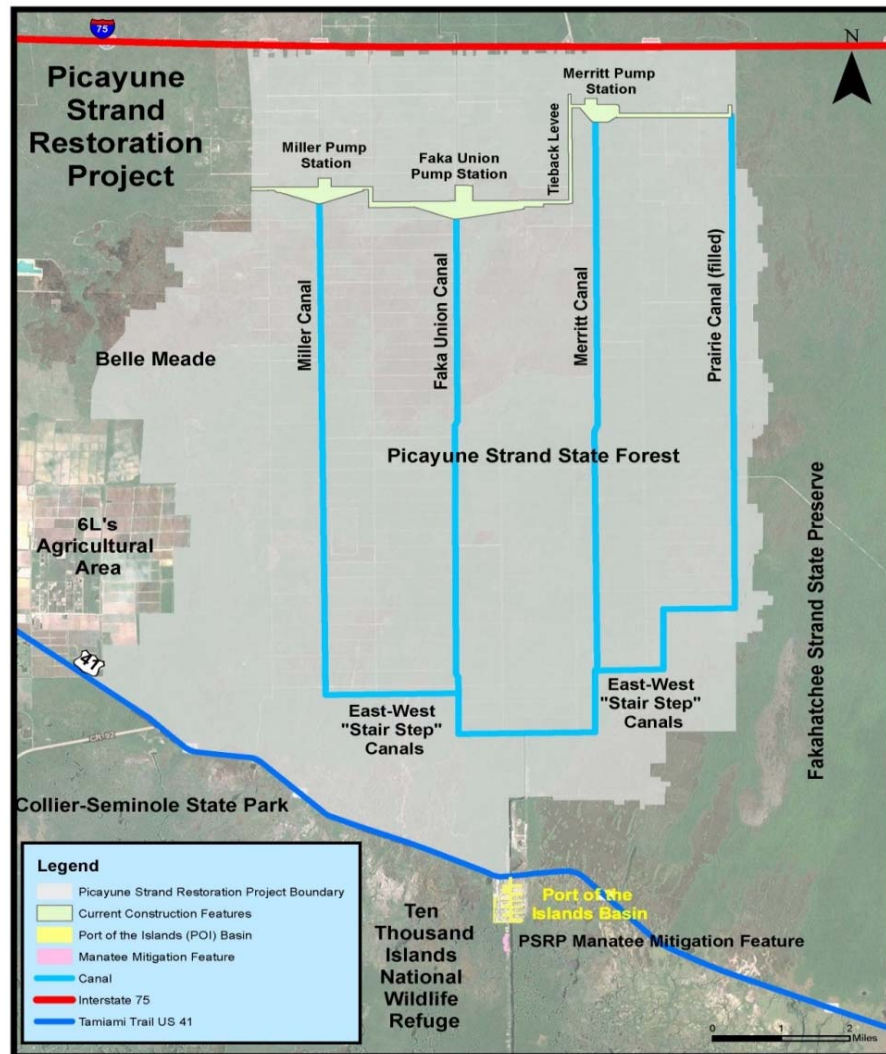 75
Picayune
Strand
Restoration
Project
N
Merritt Pump
Station
Miller Pump
Station
Faka Union
Pump Station
Tieback Levee
Miller Canal
Faka Union Canal
Merritt Canal
Prairie Canal (filled)
Belle Meade
Picayune Strand State Forest
6L's
Agricultural
Area
Fakahatchee Strand State Preserve
41
East-West
"Stair Step"
Canals
East-West
"Stair Step"
Canals
Collier-Seminole State Park
Port of the
Islands Basin
Ten
Thousand
Islands
National
Wildlife
Refuge
PSRP Manatee Mitigation Feature
Legend
Picayune Strand Restoration Project Boundary
Current Construction Features
Port of the Islands (POI) Basin
Manatee Mitigation Feature
Canal
Interstate 75
Tamiami Trail US 41
0 1 2
Miles